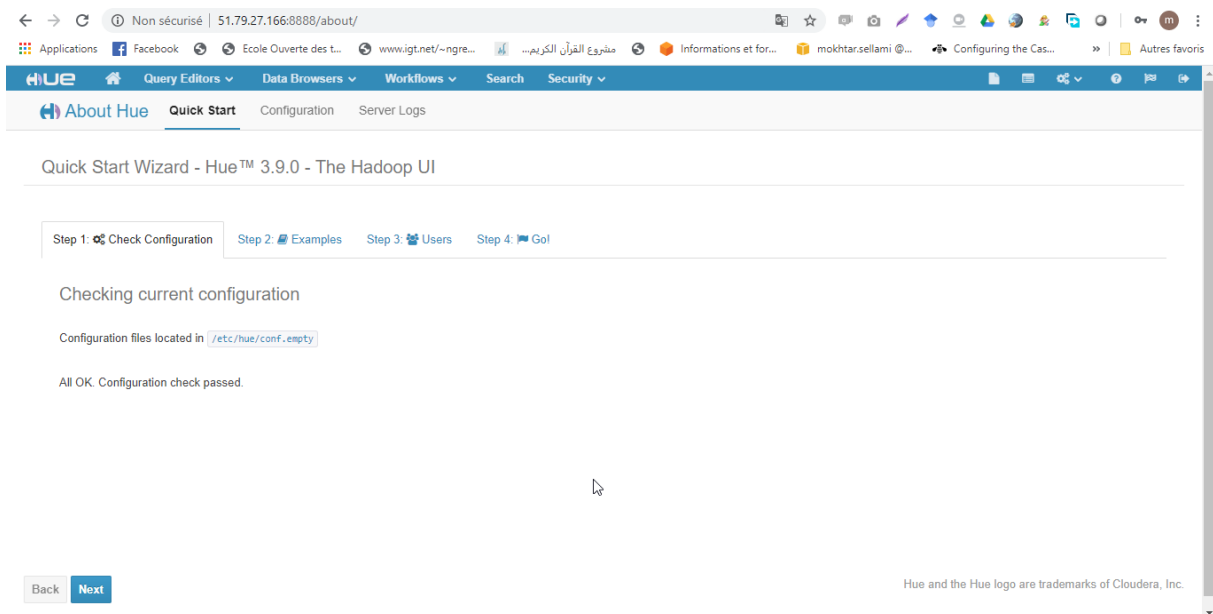 Non sécurisé | 51.79.27.166:8888/about/
Applications Facebook Ecole Ouverte des t... www.igt.net/~ngre... مشروع القرآن الكريم... Informations et for... mokhtar.sellami @... Configuring the Cas... » Autres favoris
HUE Query Editors Data Browsers Workflows Search Security
About Hue Quick Start Configuration Server Logs
Quick Start Wizard - Hue™ 3.9.0 - The Hadoop UI
Step 1: Check Configuration Step 2: Examples Step 3: Users Step 4: Go!
Checking current configuration
Configuration files located in /etc/hue/conf.empty
All OK. Configuration check passed.
Back Next
Hue and the Hue logo are trademarks of Cloudera, Inc.